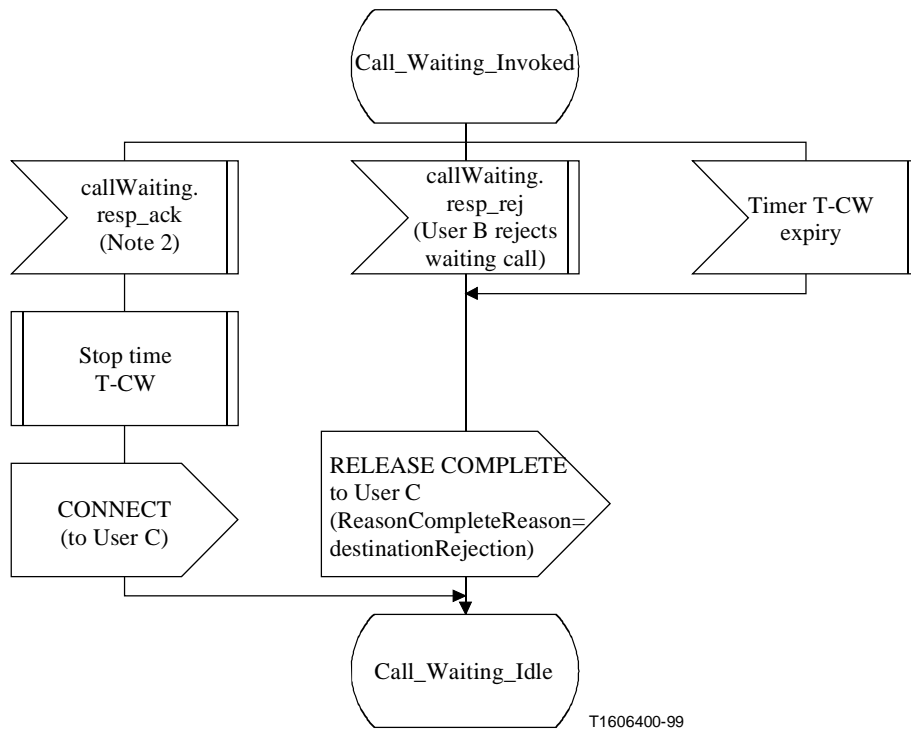 Call_Waiting_Invoked
callWaiting.
resp_ack
(Note 2)
callWaiting.
resp_rej
(User B rejects
waiting call)
Timer T-CW
expiry
Stop time
T-CW
CONNECT
(to User C)
RELEASE COMPLETE
to User C
(ReasonCompleteReason=
destinationRejection)
Call_Waiting_Idle
T1606400-99